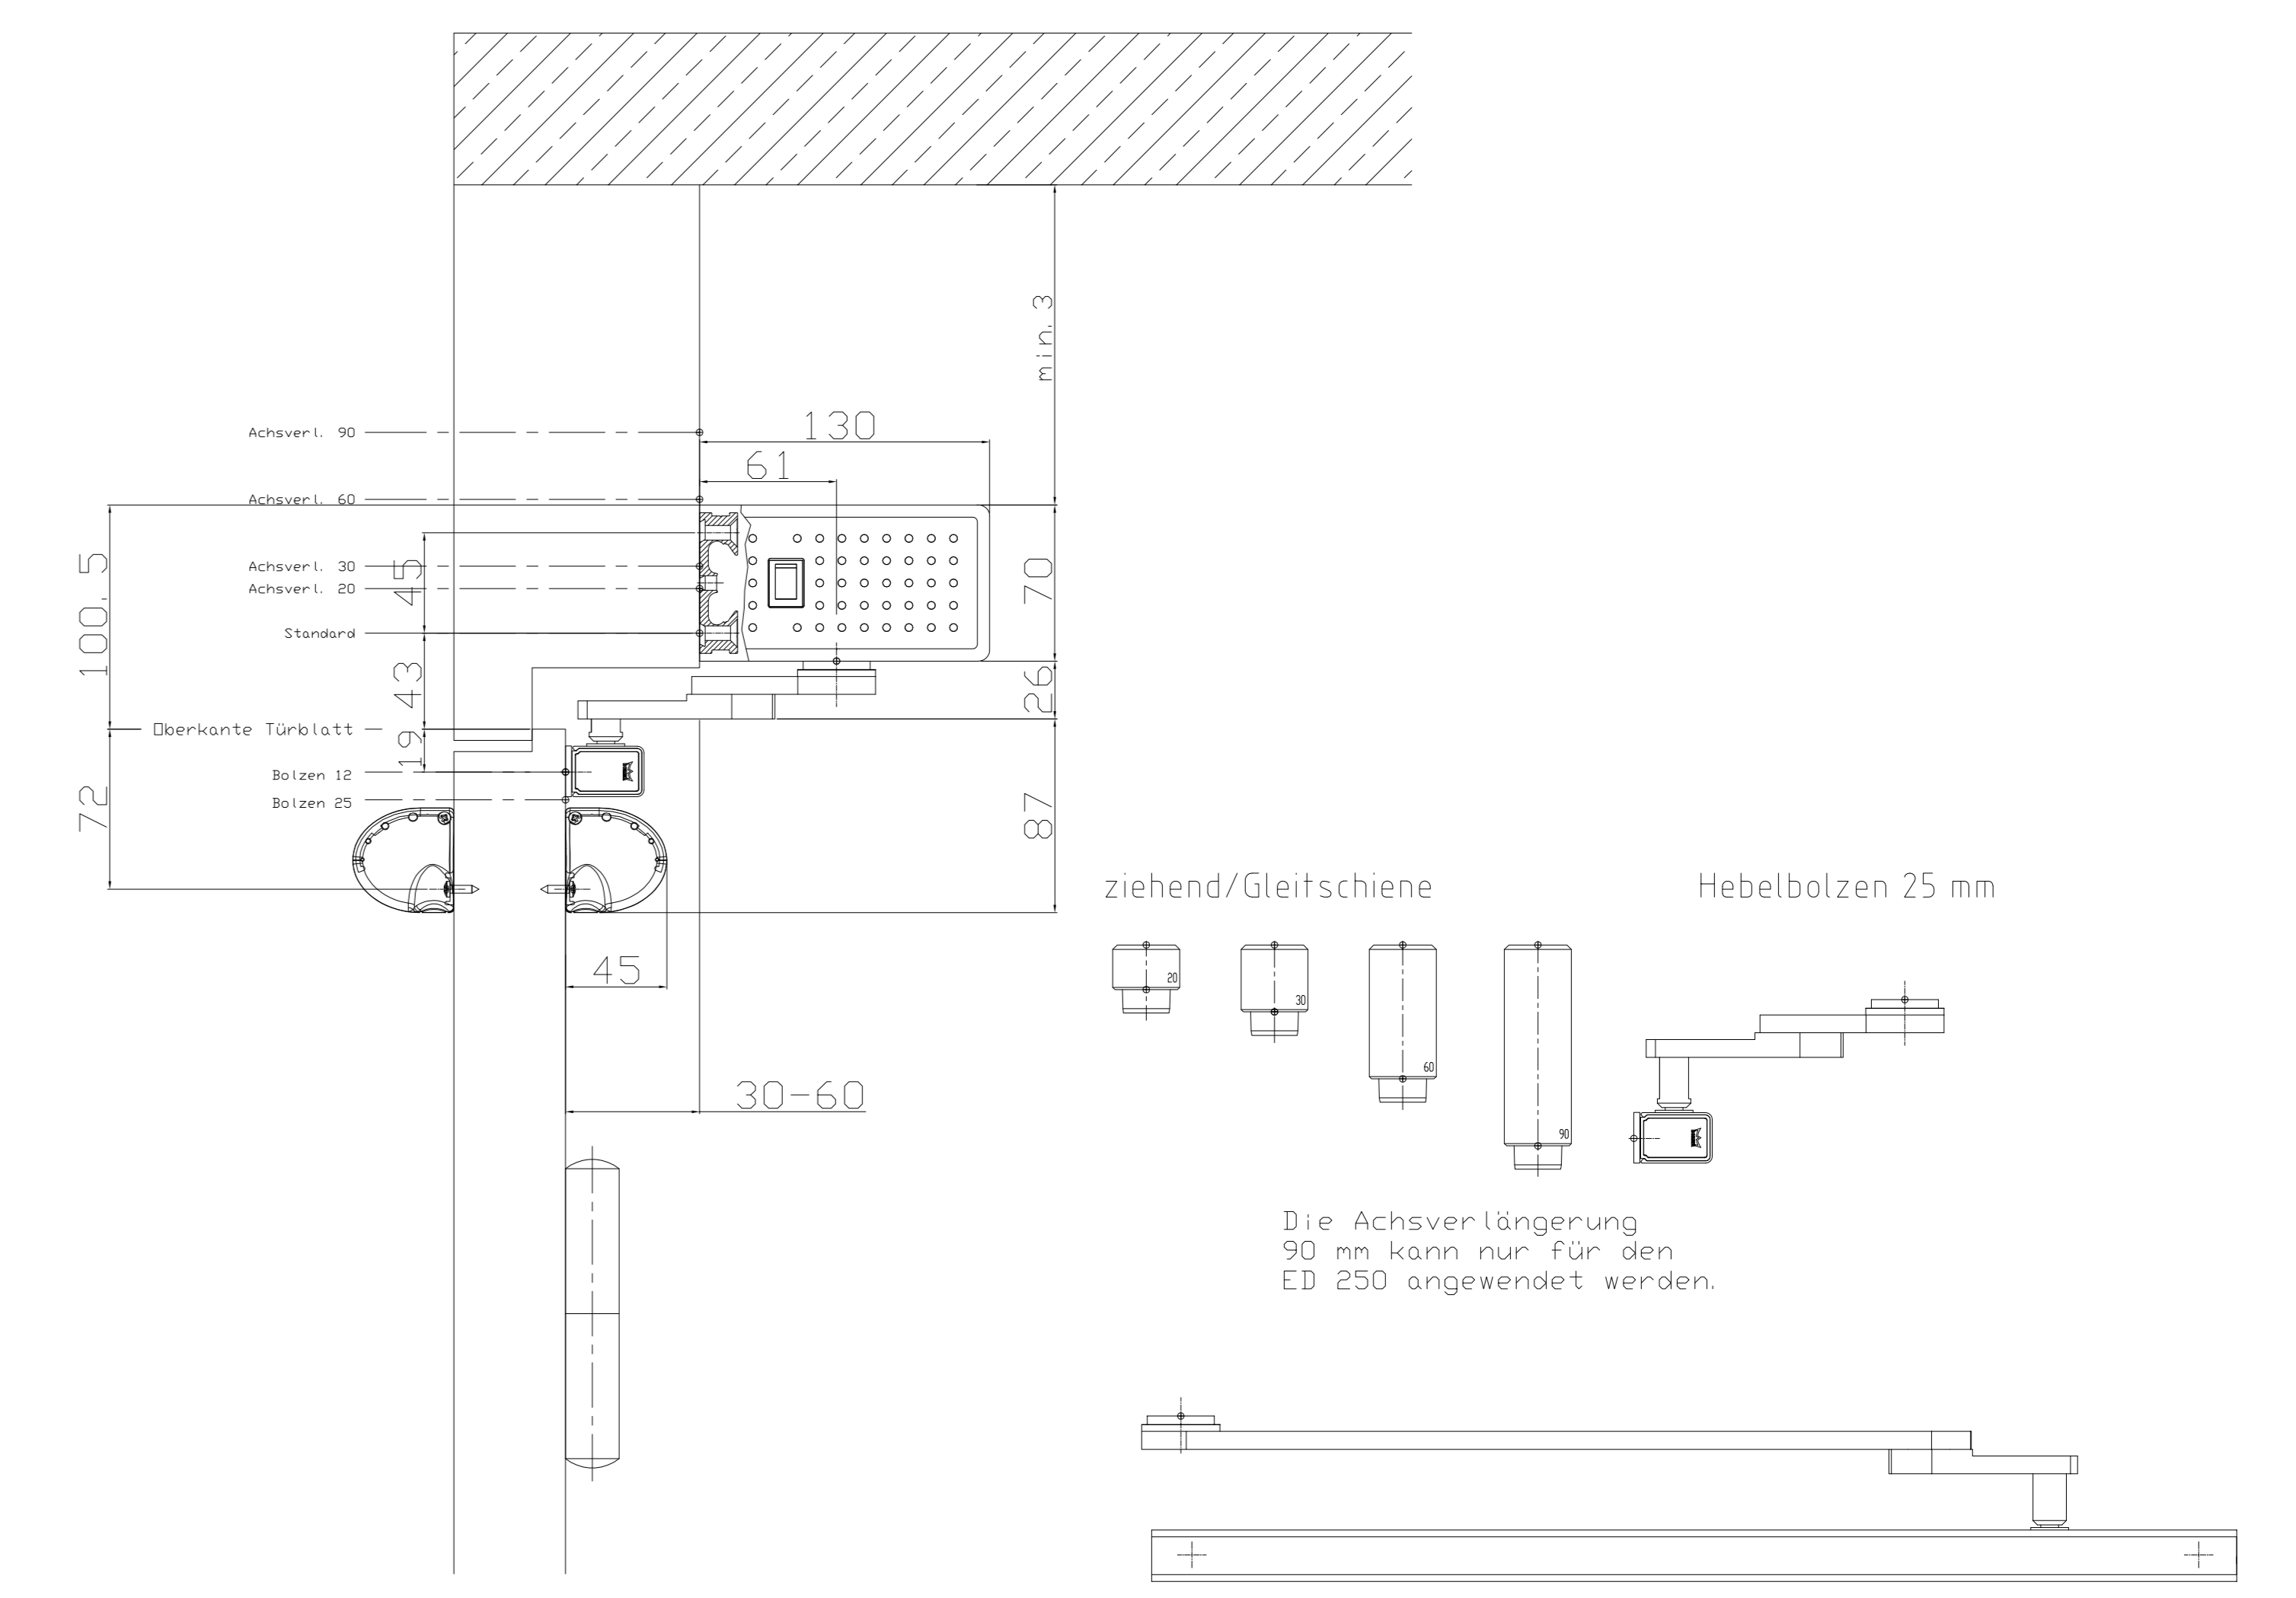 min. 3
Achsverl. 90
130
61
Achsverl. 60
100.5
45
Achsverl. 30
Achsverl. 20
70
Standard
43
26
Oberkante Türblatt
19
72
Bolzen 12
Bolzen 25
87
ziehend/Gleitschiene
Hebelbolzen 25 mm
45
20
30
60
90
30-60
Die Achsverlängerung
90 mm kann nur für den
ED 250 angewendet werden.